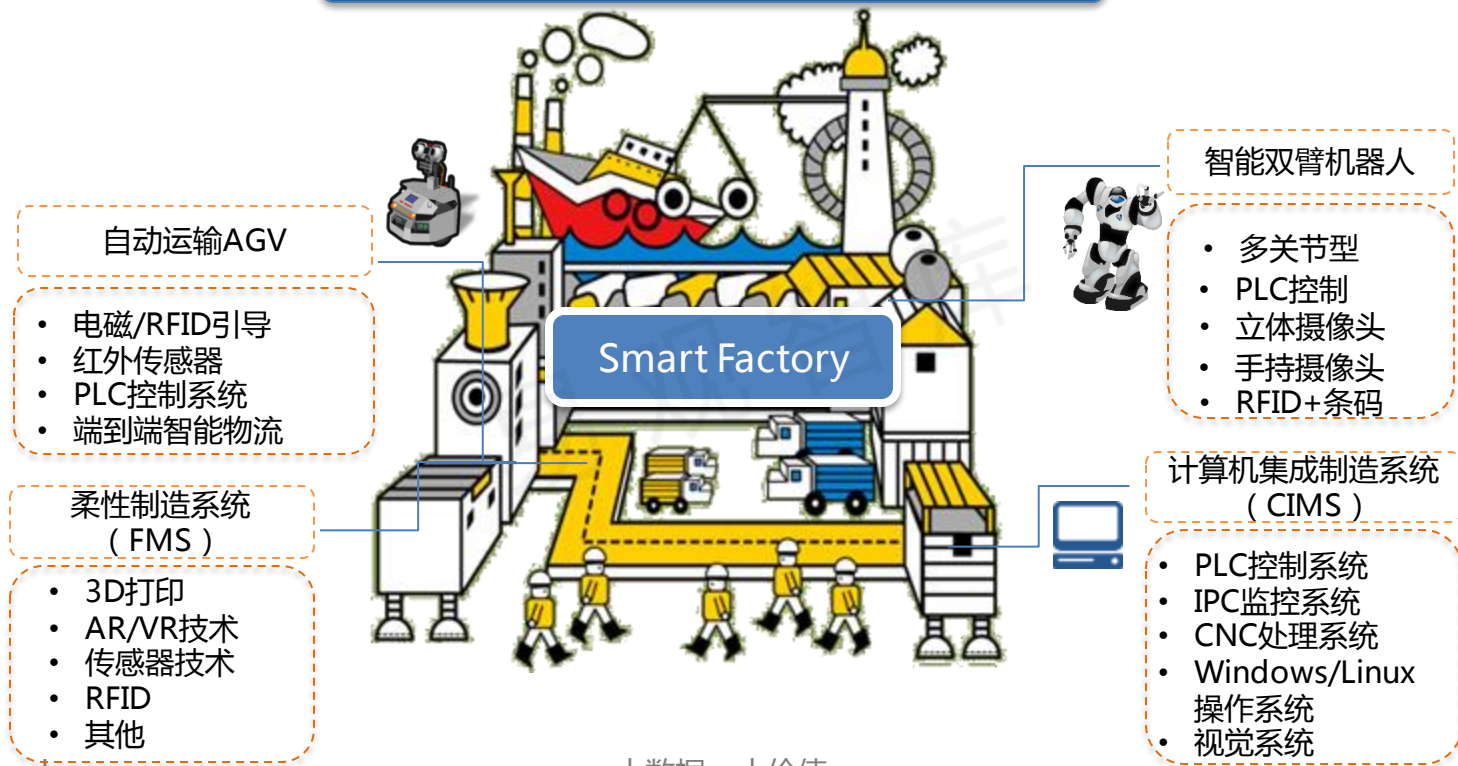 智能双臂机器人
• 多关节型
• PLC控制
• 立体摄像头
• 手持摄像头
• RFID+条码
自动运输AGV
• 电磁/RFID引导
• 红外传感器
• PLC控制系统
• 端到端智能物流
Smart Factory
柔性制造系统
（FMS）
• 3D打印
• AR/VR技术
• 传感器技术
• RFID
• 其他
计算机集成制造系统
（CIMS）
• PLC控制系统
• IPC监控系统
• CNC处理系统
• Windows/Linux
操作系统
• 视觉系统